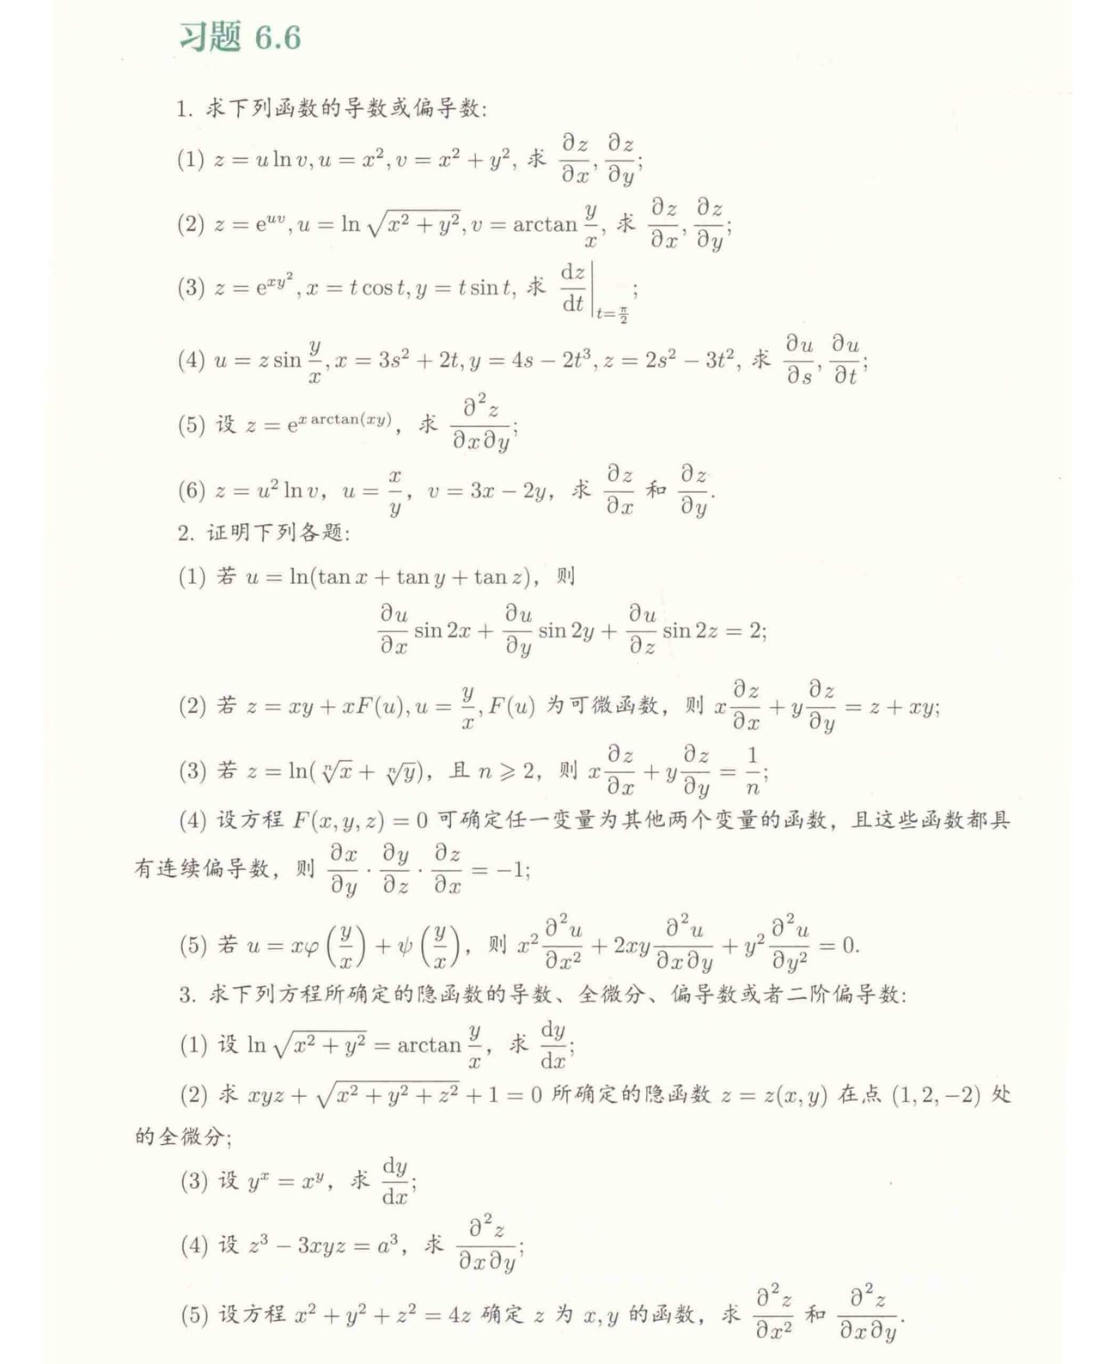 习题 6.6
1. 求下列函数的导数或偏导数:
(1) z = u ln v, u = x², v = x² + y², 求 ∂z/∂x, ∂z/∂y;
(2) z = e^{uv}, u = ln √(x² + y²), v = arctan y/x, 求 ∂z/∂x, ∂z/∂y;
(3) z = e^{xy²}, x = t cos t, y = t sin t, 求 dz/dt|_{t=π/2};
(4) u = z sin y/x, x = 3s² + 2t, y = 4s − 2t³, z = 2s² − 3t², 求 ∂u/∂s, ∂u/∂t;
(5) 设 z = e^{x arctan(xy)}, 求 ∂²z/∂x∂y;
(6) z = u² ln v, u = x/y, v = 3x − 2y, 求 ∂z/∂x 和 ∂z/∂y.
2. 证明下列各题:
(1) 若 u = ln(tan x + tan y + tan z), 则
∂u/∂x sin 2x + ∂u/∂y sin 2y + ∂u/∂z sin 2z = 2;
(2) 若 z = xy + xF(u), u = y/x, F(u) 为可微函数, 则 x ∂z/∂x + y ∂z/∂y = z + xy;
(3) 若 z = ln(ⁿ√x + ⁿ√y), 且 n ⩾ 2, 则 x ∂z/∂x + y ∂z/∂y = 1/n;
(4) 设方程 F(x, y, z) = 0 可确定任一变量为其他两个变量的函数, 且这些函数都具
有连续偏导数, 则 ∂x/∂y · ∂y/∂z · ∂z/∂x = −1;
(5) 若 u = xφ(y/x) + ψ(y/x), 则 x² ∂²u/∂x² + 2xy ∂²u/∂x∂y + y² ∂²u/∂y² = 0.
3. 求下列方程所确定的隐函数的导数、全微分、偏导数或者二阶偏导数:
(1) 设 ln √(x² + y²) = arctan y/x, 求 dy/dx;
(2) 求 xyz + √(x² + y² + z²) + 1 = 0 所确定的隐函数 z = z(x, y) 在点 (1, 2, −2) 处
的全微分;
(3) 设 y^x = x^y, 求 dy/dx;
(4) 设 z³ − 3xyz = a³, 求 ∂²z/∂x∂y;
(5) 设方程 x² + y² + z² = 4z 确定 z 为 x, y 的函数, 求 ∂²z/∂x² 和 ∂²z/∂x∂y.